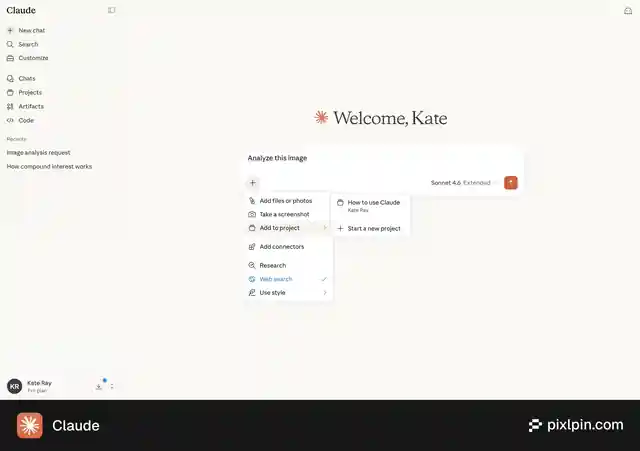 Claude
New chat
Search
Customize
Chats
Projects
Artifacts
Code
Recents
Image analysis request
How compound interest works
Welcome, Kate
Analyze this image
Sonnet 4.6 Extended
Add files or photos
Take a screenshot
Add to project
Add connectors
Research
Web search
Use style
How to use Claude
Kate Ray
Start a new project
KR
Kate Ray
Pro plan
Claude
pixlpin.com